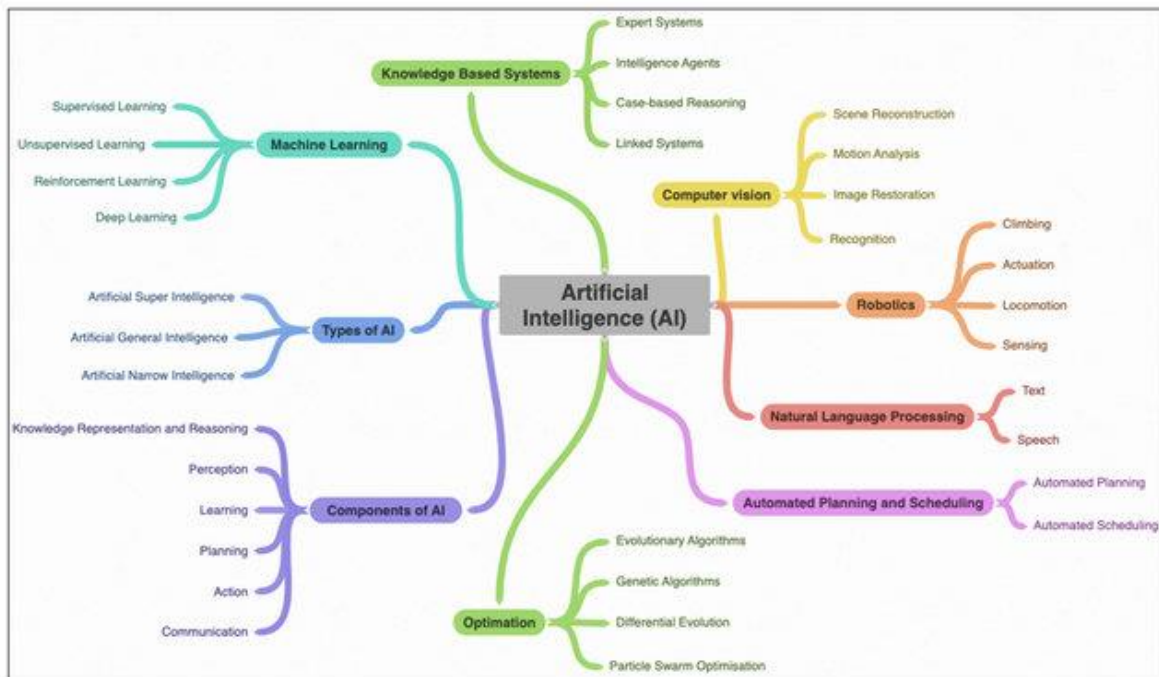 Artificial
Intelligence (AI)
Knowledge Based Systems
Expert Systems
Intelligence Agents
Case-based Reasoning
Linked Systems
Machine Learning
Supervised Learning
Unsupervised Learning
Reinforcement Learning
Deep Learning
Types of AI
Artificial Super Intelligence
Artificial General Intelligence
Artificial Narrow Intelligence
Components of AI
Knowledge Representation and Reasoning
Perception
Learning
Planning
Action
Communication
Computer vision
Scene Reconstruction
Motion Analysis
Image Restoration
Recognition
Robotics
Climbing
Actuation
Locomotion
Sensing
Natural Language Processing
Text
Speech
Automated Planning and Scheduling
Automated Planning
Automated Scheduling
Optimation
Evolutionary Algorithms
Genetic Algorithms
Differential Evolution
Particle Swarm Optimisation